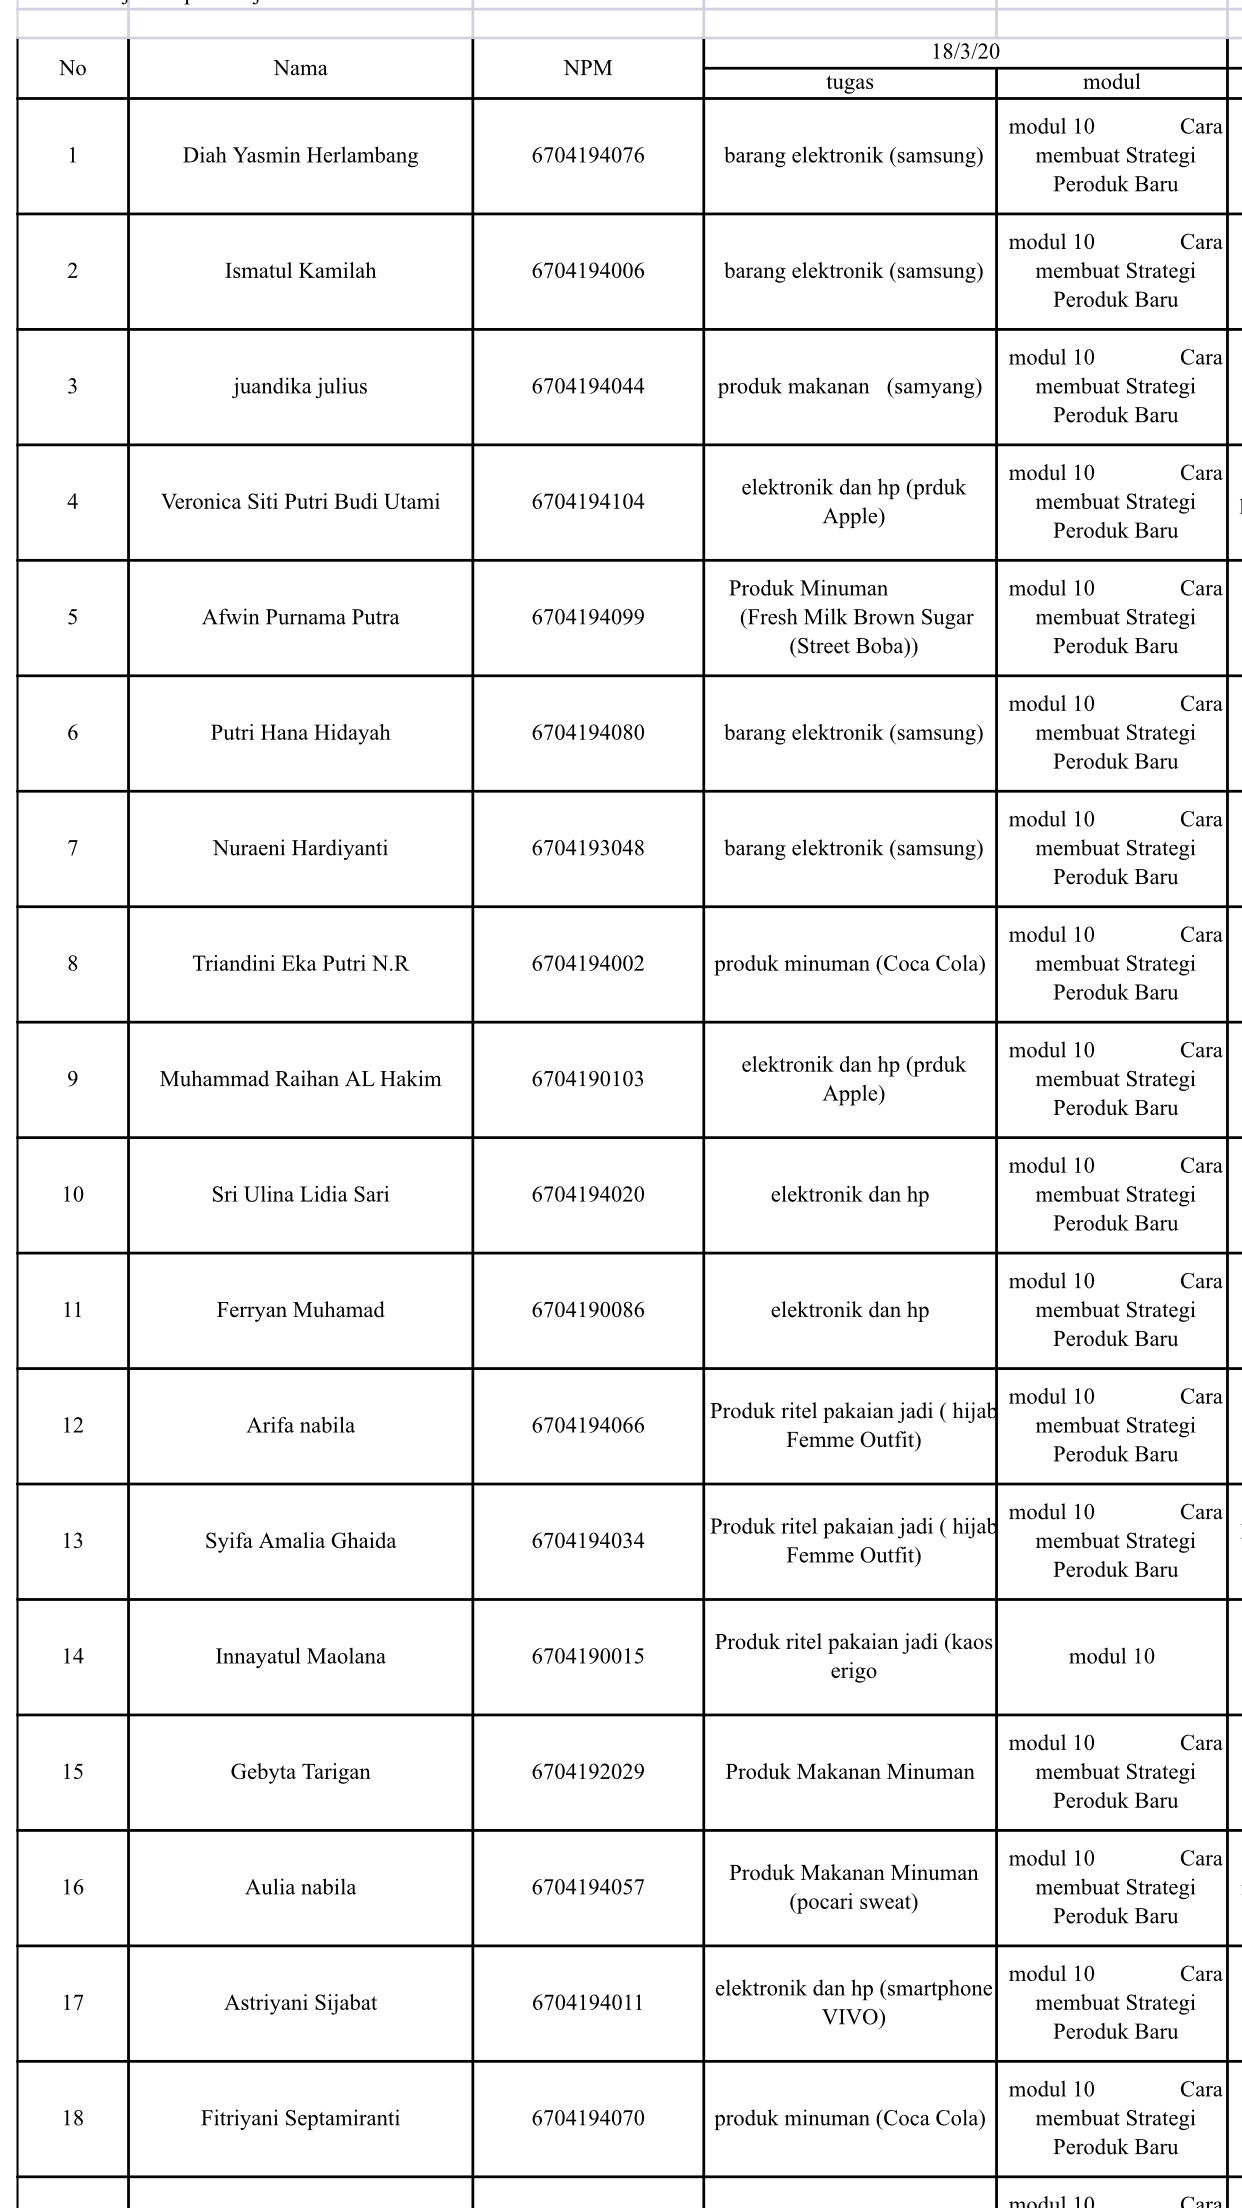 18/3/20
No Nama NPM
tugas modul
modul 10 Cara
1 Diah Yasmin Herlambang 6704194076 barang elektronik (samsung) membuat Strategi
Peroduk Baru
modul 10 Cara
2 Ismatul Kamilah 6704194006 barang elektronik (samsung) membuat Strategi
Peroduk Baru
modul 10 Cara
3 juandika julius 6704194044 produk makanan (samyang) membuat Strategi
Peroduk Baru
modul 10 Cara
elektronik dan hp (prduk
4 Veronica Siti Putri Budi Utami 6704194104 membuat Strategi
Apple)
Peroduk Baru
Produk Minuman modul 10 Cara
5 Afwin Purnama Putra 6704194099 (Fresh Milk Brown Sugar membuat Strategi
(Street Boba)) Peroduk Baru
modul 10 Cara
6 Putri Hana Hidayah 6704194080 barang elektronik (samsung) membuat Strategi
Peroduk Baru
modul 10 Cara
7 Nuraeni Hardiyanti 6704193048 barang elektronik (samsung) membuat Strategi
Peroduk Baru
modul 10 Cara
8 Triandini Eka Putri N.R 6704194002 produk minuman (Coca Cola) membuat Strategi
Peroduk Baru
modul 10 Cara
elektronik dan hp (prduk
9 Muhammad Raihan AL Hakim 6704190103 membuat Strategi
Apple)
Peroduk Baru
modul 10 Cara
10 Sri Ulina Lidia Sari 6704194020 elektronik dan hp membuat Strategi
Peroduk Baru
modul 10 Cara
11 Ferryan Muhamad 6704190086 elektronik dan hp membuat Strategi
Peroduk Baru
modul 10 Cara
Produk ritel pakaian jadi ( hijab
12 Arifa nabila 6704194066 membuat Strategi
Femme Outfit)
Peroduk Baru
modul 10 Cara
Produk ritel pakaian jadi ( hijab
13 Syifa Amalia Ghaida 6704194034 membuat Strategi
Femme Outfit)
Peroduk Baru
Produk ritel pakaian jadi (kaos
14 Innayatul Maolana 6704190015 modul 10
erigo
modul 10 Cara
15 Gebyta Tarigan 6704192029 Produk Makanan Minuman membuat Strategi
Peroduk Baru
modul 10 Cara
Produk Makanan Minuman
16 Aulia nabila 6704194057 membuat Strategi
(pocari sweat)
Peroduk Baru
modul 10 Cara
elektronik dan hp (smartphone
17 Astriyani Sijabat 6704194011 membuat Strategi
VIVO)
Peroduk Baru
modul 10 Cara
18 Fitriyani Septamiranti 6704194070 produk minuman (Coca Cola) membuat Strategi
Peroduk Baru
modul 10 Cara